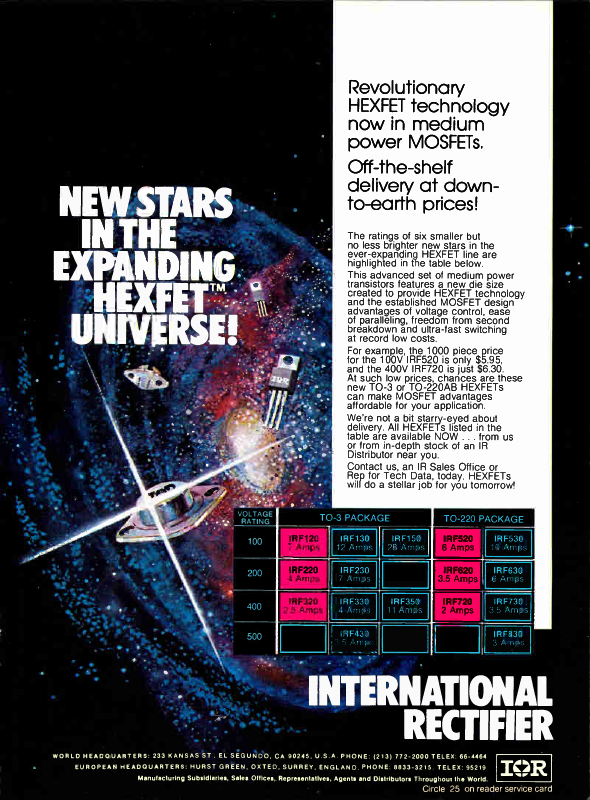 Revolutionary
HEXFET technology
now in medium
power MOSFETs.
Off-the-shelf
delivery at down-
to-earth prices!
NEW STARS
IN THE
EXPANDING
HEXFET™
UNIVERSE!
The ratings of six smaller but
no less brighter new stars in the
ever-expanding HEXFET line are
highlighted in the table below.
This advanced set of medium power
transistors features a new die size
created to provide HEXFET technology
and the established MOSFET design
advantages of voltage control, ease
of paralleling, freedom from second
breakdown and ultra-fast switching
at record low costs.
For example, the 1000 piece price
for the 100V IRF520 is only $5.95,
and the 400V IRF720 is just $6.30.
At such low prices, chances are these
new TO-3 or TO-220AB HEXFETs
can make MOSFET advantages
affordable for your application.
We're not a bit starry-eyed about
delivery. All HEXFETs listed in the
table are available NOW . . . from us
or from in-depth stock of an IR
Distributor near you.
Contact us, an IR Sales Office or
Rep for Tech Data, today. HEXFETs
will do a stellar job for you tomorrow!
IOR
VOLTAGE
RATING
TO-3 PACKAGE TO-220 PACKAGE
100 IRF120 IRF130 IRF150 IRF520 IRF530
Amps 12 Amps 28 Amps 8 Amps 10 Amps
200 IRF220 IRF230 IRF620 IRF630
4 Amps 7 Amps 3.5 Amps 6 Amps
400 IRF320 IRF330 IRF350 IRF720 IRF730
2.5 Amps 4 Amps 11 Amps 2 Amps 3.5 Amps
500 IRF430 IRF830
Amps 3 Amps
INTERNATIONAL
RECTIFIER
WORLD HEADQUARTERS: 233 KANSAS ST. EL SEGUNDO, CA 90245, U.S.A. PHONE: (213) 772-2000 TELEX: 66-4464
EUROPEAN HEADQUARTERS: HURST GREEN, OXTED, SURREY, ENGLAND, PHONE: 8833-3215 TELEX: 95219
Manufacturing Subsidiaries, Sales Offices, Representatives, Agents and Distributors Throughout the World.
IOR
Circle 25 on reader service card